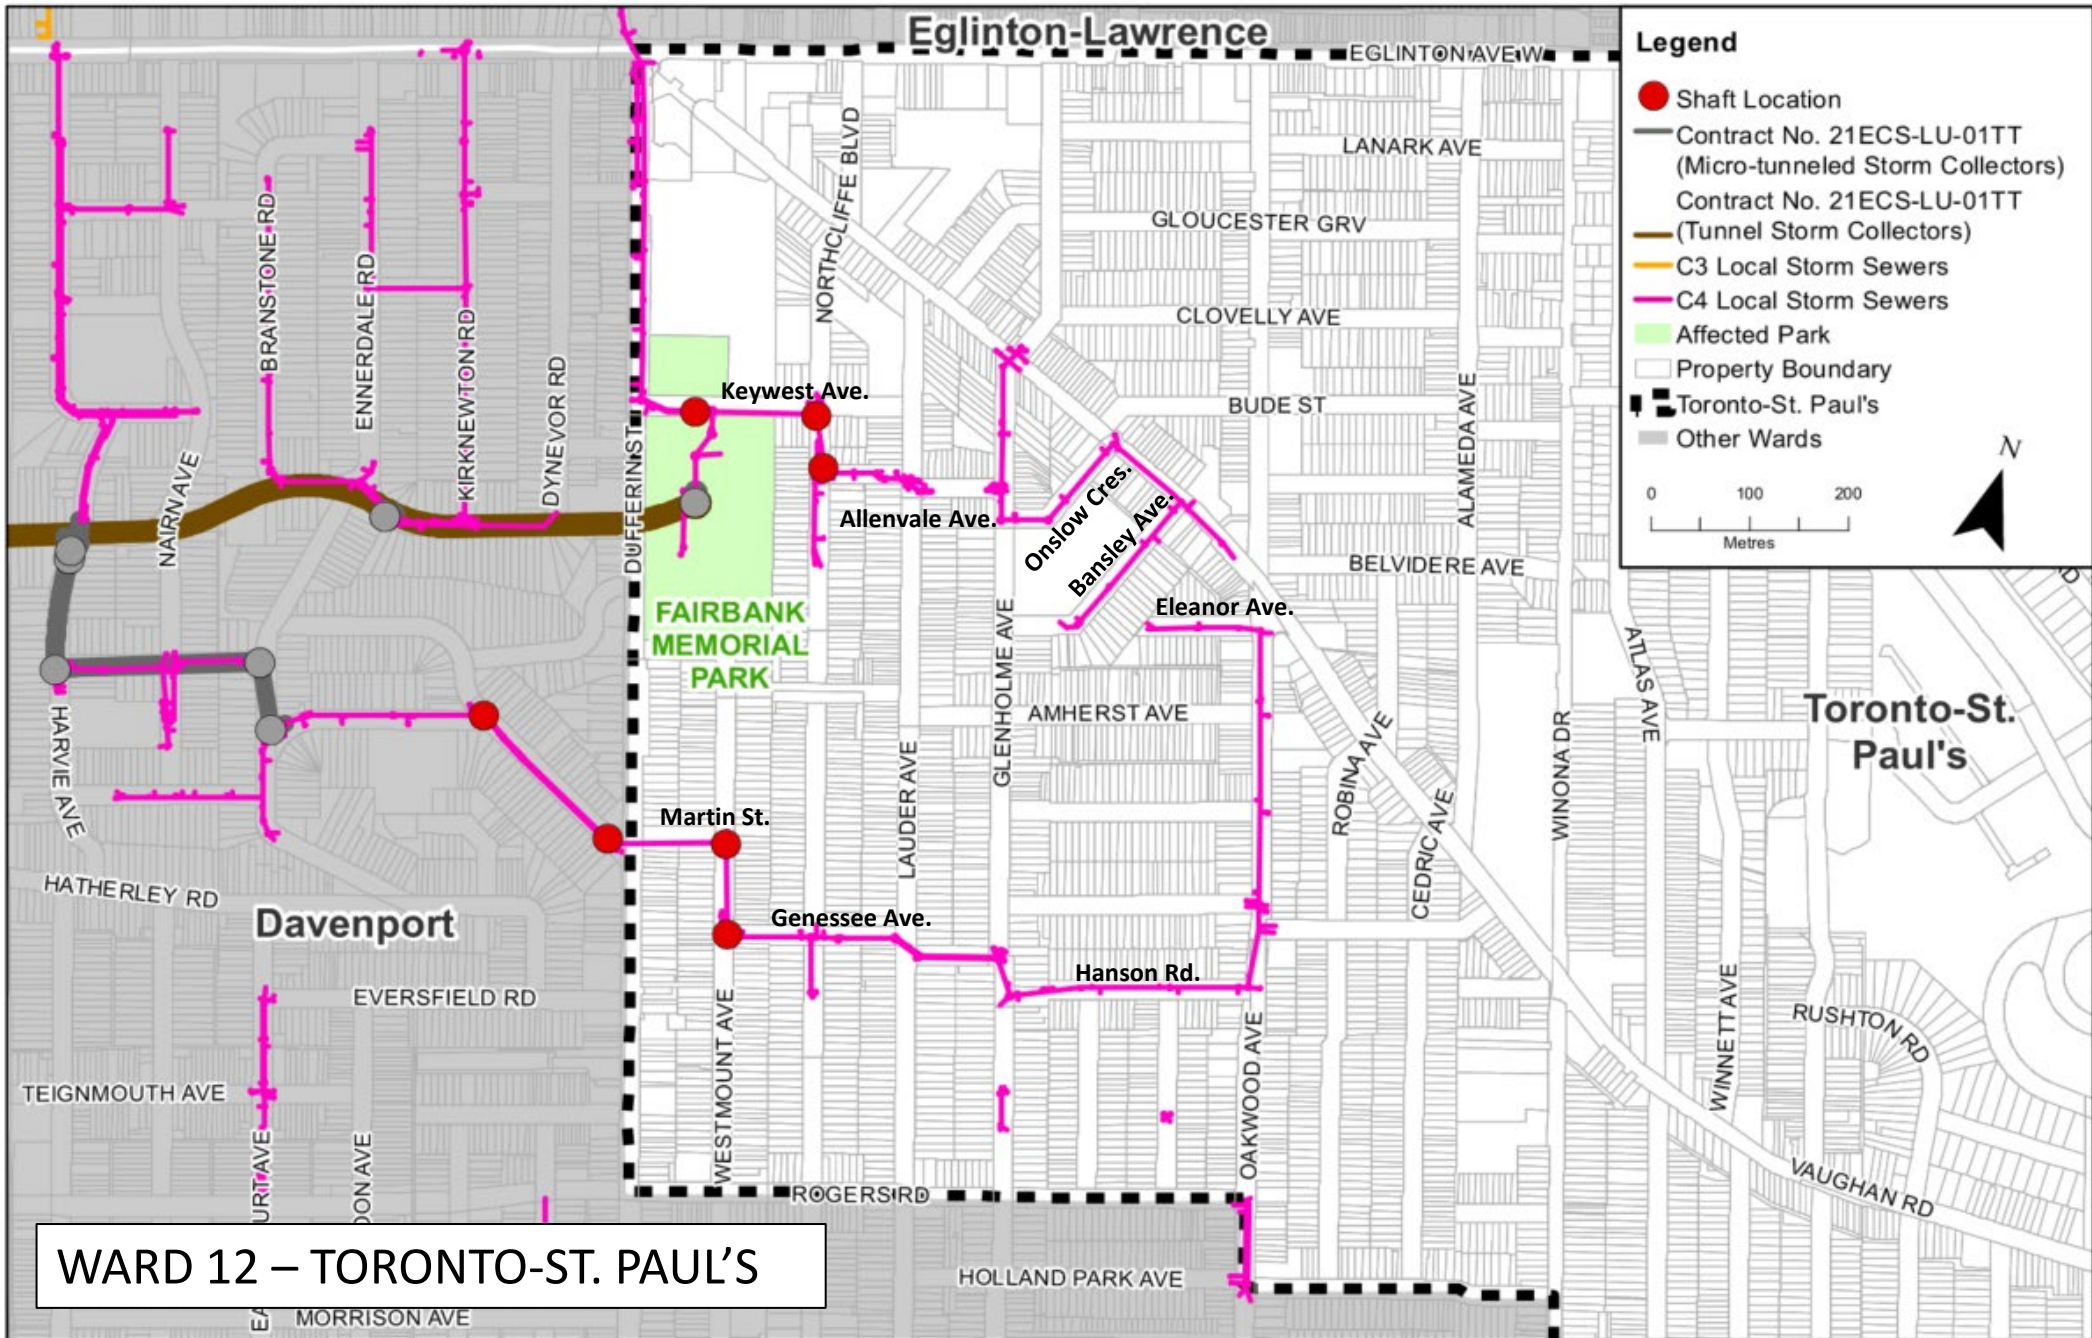 Eglinton-Lawrence
EGLINTON AVE W
Legend
Shaft Location
Contract No. 21ECS-LU-01TT
(Micro-tunneled Storm Collectors)
Contract No. 21ECS-LU-01TT
(Tunnel Storm Collectors)
C3 Local Storm Sewers
C4 Local Storm Sewers
Affected Park
Property Boundary
Toronto-St. Paul's
Other Wards
N
0 100 200
Metres
LANARK AVE
NORTHCLIFFE BLVD
GLOUCESTER GRV
BRANSTONE RD
ENNERDALE RD
KIRKNEWTON RD
DYNEVOR RD
CLOVELLY AVE
Keywest Ave.
BUDE ST
ALAMEDA AVE
NAIRN AVE
DUFFERIN ST
Allenvale Ave.
Onslow Cres.
Bansley Ave.
BELVIDERE AVE
Eleanor Ave.
FAIRBANK
MEMORIAL
PARK
GLENHOLME AVE
AMHERST AVE
ATLAS AVE
Toronto-St.
Paul's
HARVIE AVE
LAUDER AVE
ROBINA AVE
WINONA DR
CEDRIC AVE
Martin St.
HATHERLEY RD
Davenport
Genessee Ave.
Hanson Rd.
EVERSFIELD RD
WESTMOUNT AVE
OAKWOOD AVE
WINNETT AVE
RUSHTON RD
TEIGNMOUTH AVE
VAUGHAN RD
ROGERS RD
WARD 12 – TORONTO-ST. PAUL’S
HOLLAND PARK AVE
MORRISON AVE